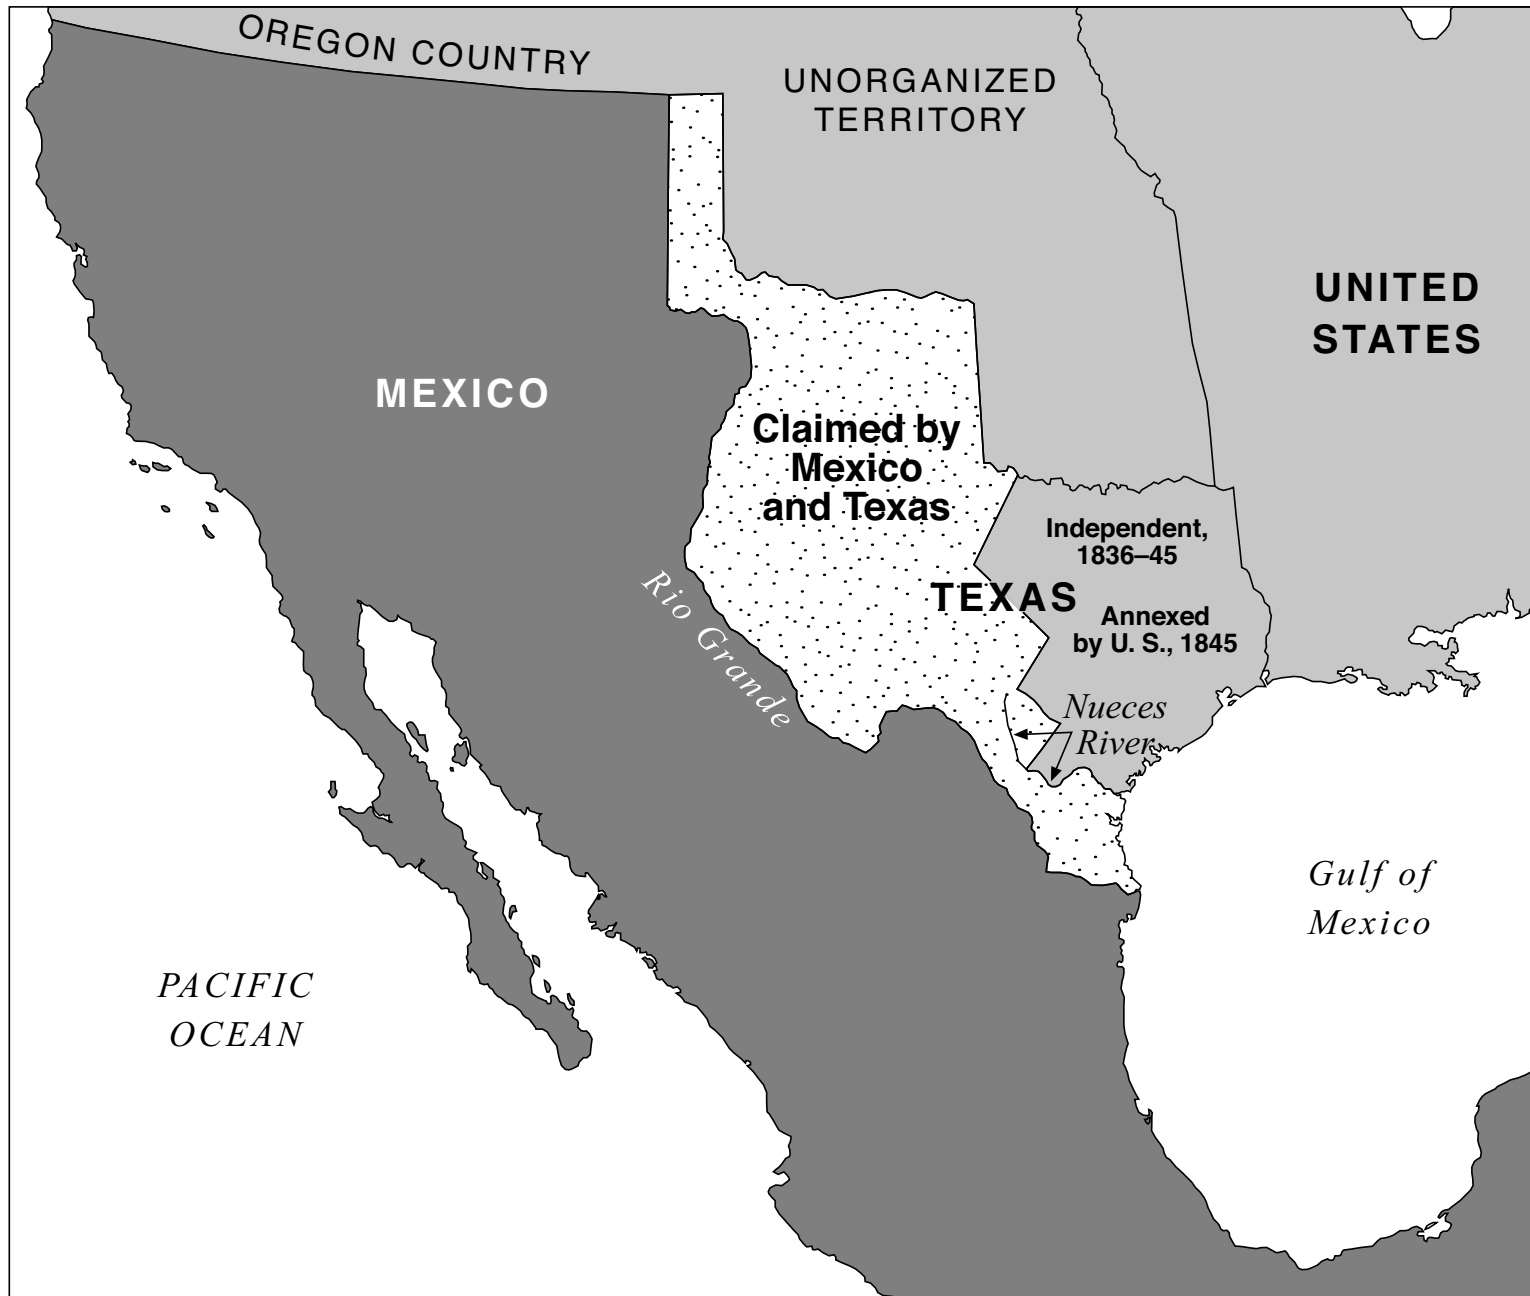 OREGON COUNTRY
UNORGANIZED
TERRITORY
UNITED
STATES
MEXICO
Claimed by
Mexico
and Texas
Independent,
1836–45
TEXAS
Annexed
by U. S., 1845
Rio Grande
Nueces
River
Gulf of
Mexico
PACIFIC
OCEAN